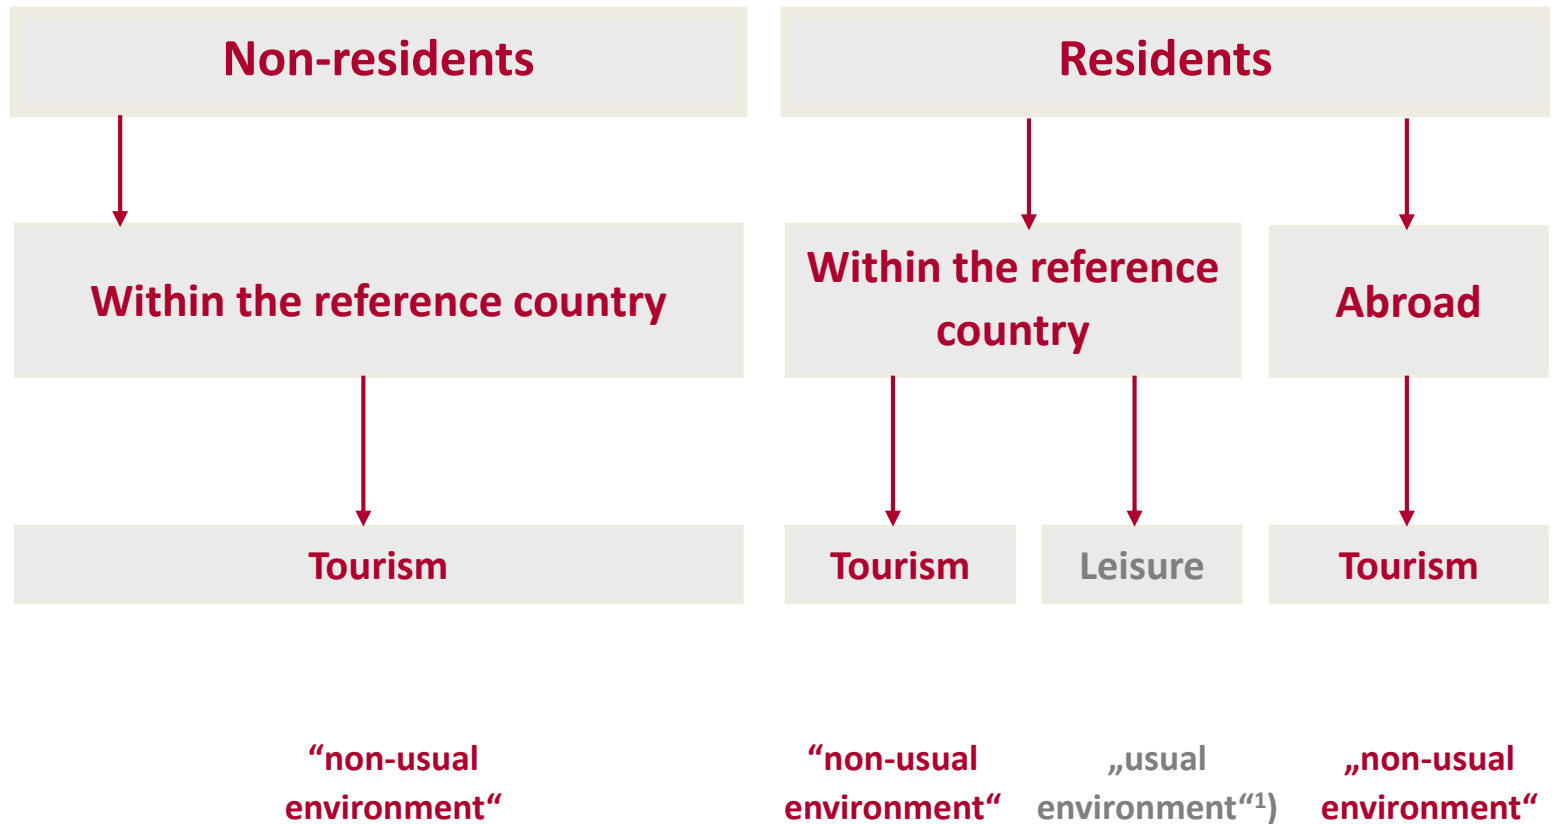 Non-residents
Residents
Within the reference country
Within the reference
country
Abroad
Tourism
Tourism
Leisure
Tourism
“non-usual
environment“
“non-usual
environment“
„usual
environment“¹)
„non-usual
environment“